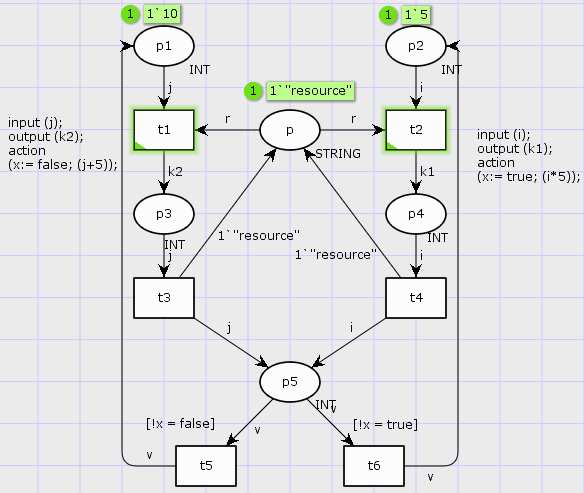 1 1`10
1 1`5
p1
p2
INT
INT
j
i
1 1`"resource"
input (j);
output (k2);
action
(x:= false; (j+5));
t1
r
p
r
t2
input (i);
output (k1);
action
(x:= true; (i*5));
STRING
k2
k1
p3
p4
INT
INT
j
i
1`"resource"
1`"resource"
t3
t4
j
i
p5
INT
v
[!x = false]
[!x = true]
v
v
t5
t6
v